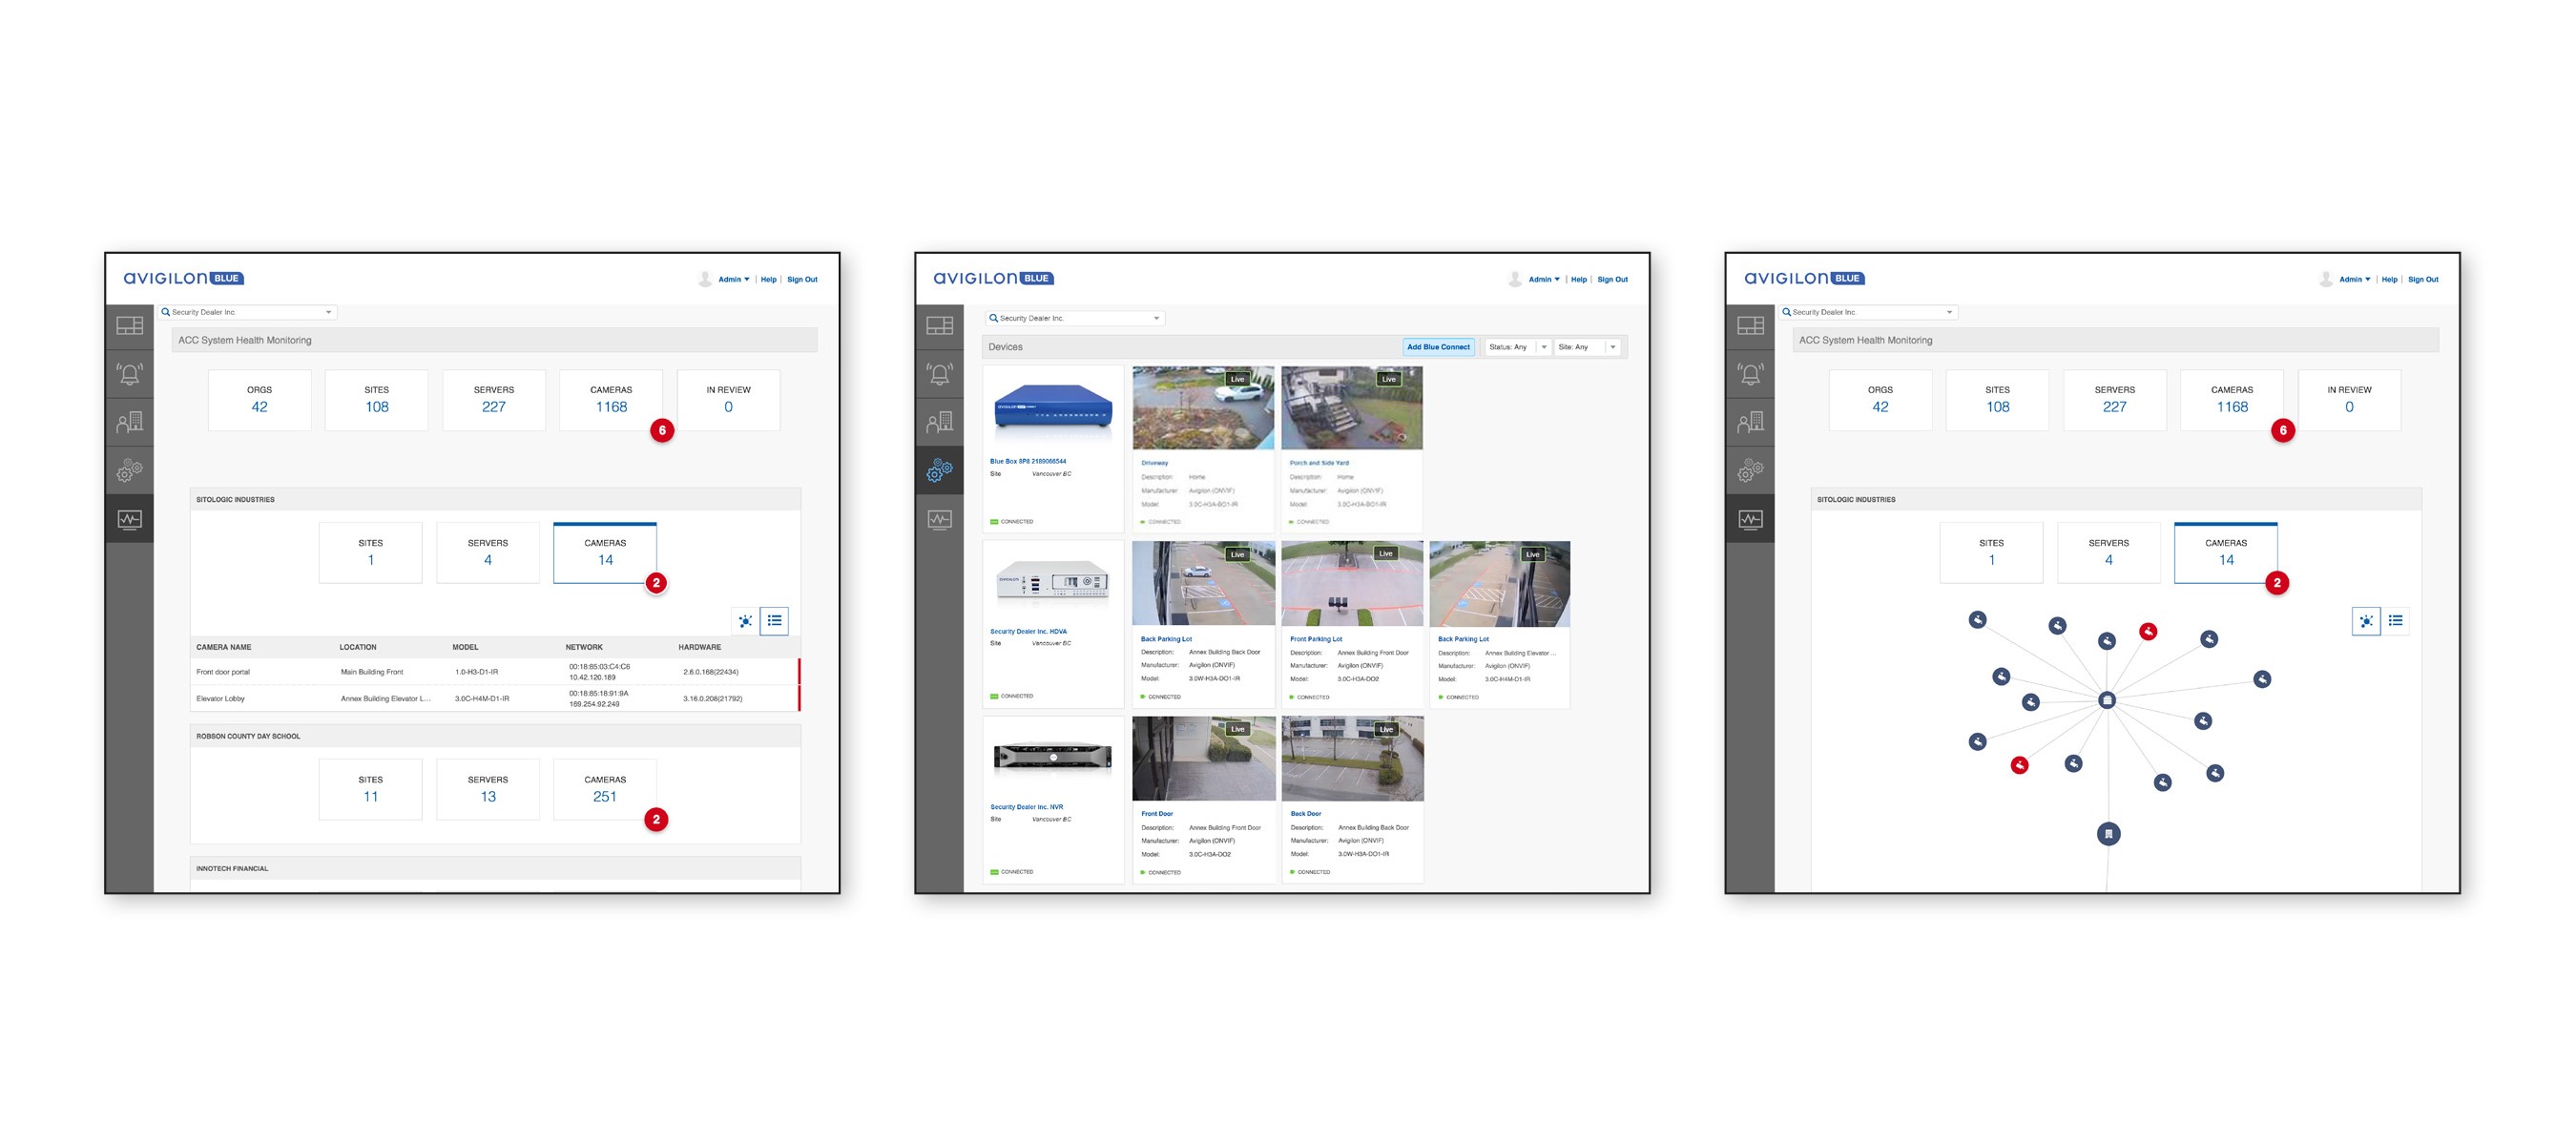 avigilon BLUE
Admin | Help | Sign Out
Security Dealer Inc.
ACC System Health Monitoring
ORGS SITES SERVERS CAMERAS IN REVIEW
42 108 227 1168 0
6
SITOLOGIC INDUSTRIES
SITES SERVERS CAMERAS
1 4 14
2
CAMERA NAME LOCATION MODEL NETWORK HARDWARE
Front door portal Main Building Front 1.0-H3-D1-IR 00:18:85:03:C4:C6 2.6.0.168(22434)
10.42.120.189
Elevator Lobby Annex Building Elevator L... 3.0C-H4M-D1-IR 00:18:85:18:91:9A 3.16.0.208(21792)
169.254.92.249
ROBSON COUNTY DAY SCHOOL
SITES SERVERS CAMERAS
11 13 251
2
INNOTECH FINANCIAL
avigilon BLUE
Admin | Help | Sign Out
Security Dealer Inc.
Devices Add Blue Connect Status: Any Site: Any
Live Live
Blue Box 8P8 2189066544
Site Vancouver BC
CONNECTED
Driveway
Description: Home
Manufacturer: Avigilon (ONVIF)
Model: 3.0C-H3A-BO1-IR
CONNECTED
Porch and Side Yard
Description: Home
Manufacturer: Avigilon (ONVIF)
Model: 3.0C-H3A-BO1-IR
CONNECTED
Live Live Live
Security Dealer Inc. HDVA
Site Vancouver BC
CONNECTED
Back Parking Lot
Description: Annex Building Back Door
Manufacturer: Avigilon (ONVIF)
Model: 3.0W-H3A-DO1-IR
CONNECTED
Front Parking Lot
Description: Annex Building Front Door
Manufacturer: Avigilon (ONVIF)
Model: 3.0C-H3A-DO2
CONNECTED
Back Parking Lot
Description: Annex Building Elevator ...
Manufacturer: Avigilon (ONVIF)
Model: 3.0C-H4M-D1-IR
CONNECTED
Live Live
Security Dealer Inc. NVR
Site Vancouver BC
CONNECTED
Front Door
Description: Annex Building Front Door
Manufacturer: Avigilon (ONVIF)
Model: 3.0C-H3A-DO2
CONNECTED
Back Door
Description: Annex Building Back Door
Manufacturer: Avigilon (ONVIF)
Model: 3.0W-H3A-DO1-IR
CONNECTED
avigilon BLUE
Admin | Help | Sign Out
Security Dealer Inc.
ACC System Health Monitoring
ORGS SITES SERVERS CAMERAS IN REVIEW
42 108 227 1168 0
6
SITOLOGIC INDUSTRIES
SITES SERVERS CAMERAS
1 4 14
2